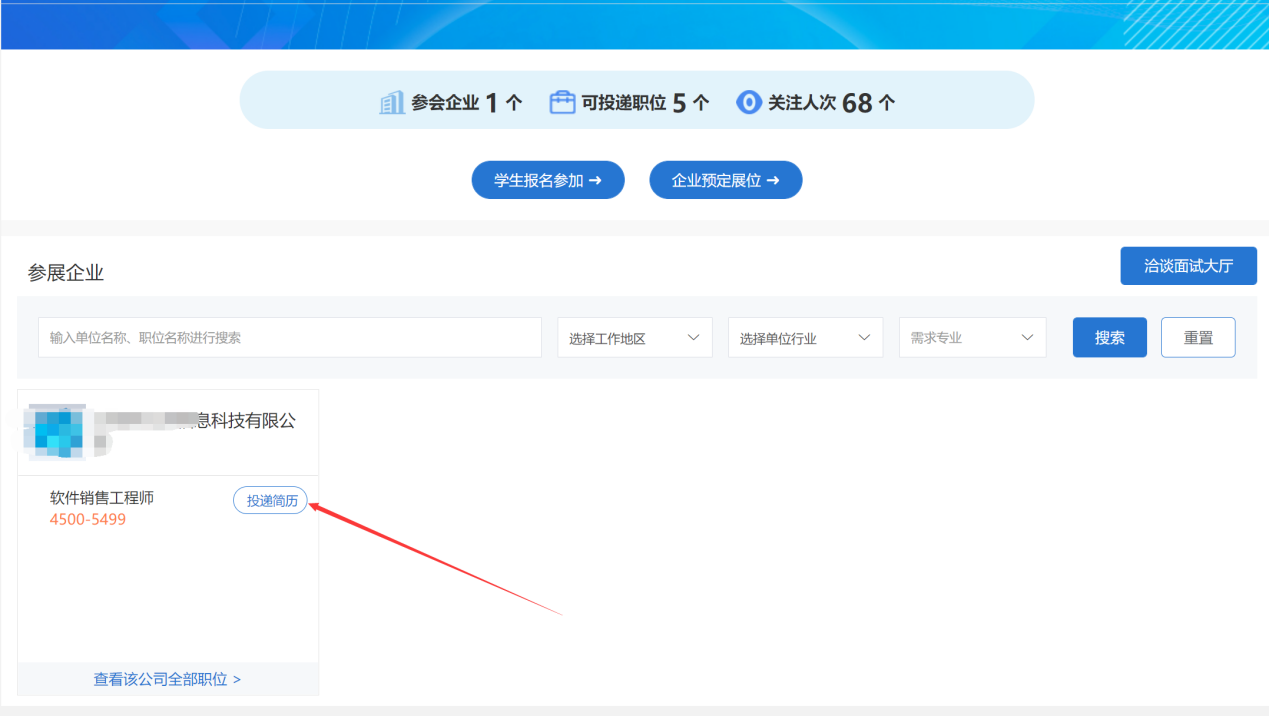 参会企业 1 个 可投递职位 5 个 关注人次 68 个
学生报名参加 → 企业预定展位 →
参展企业 洽谈面试大厅
输入单位名称、职位名称进行搜索 选择工作地区 选择单位行业 需求专业 搜索 重置
息科技有限公
软件销售工程师 投递简历
4500-5499
查看该公司全部职位 >